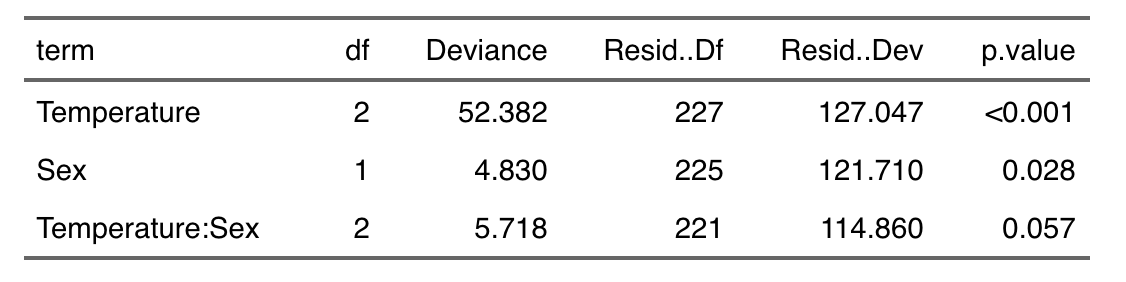 term df Deviance Resid..Df Resid..Dev p.value
Temperature 2 52.382 227 127.047 <0.001
Sex 1 4.830 225 121.710 0.028
Temperature:Sex 2 5.718 221 114.860 0.057